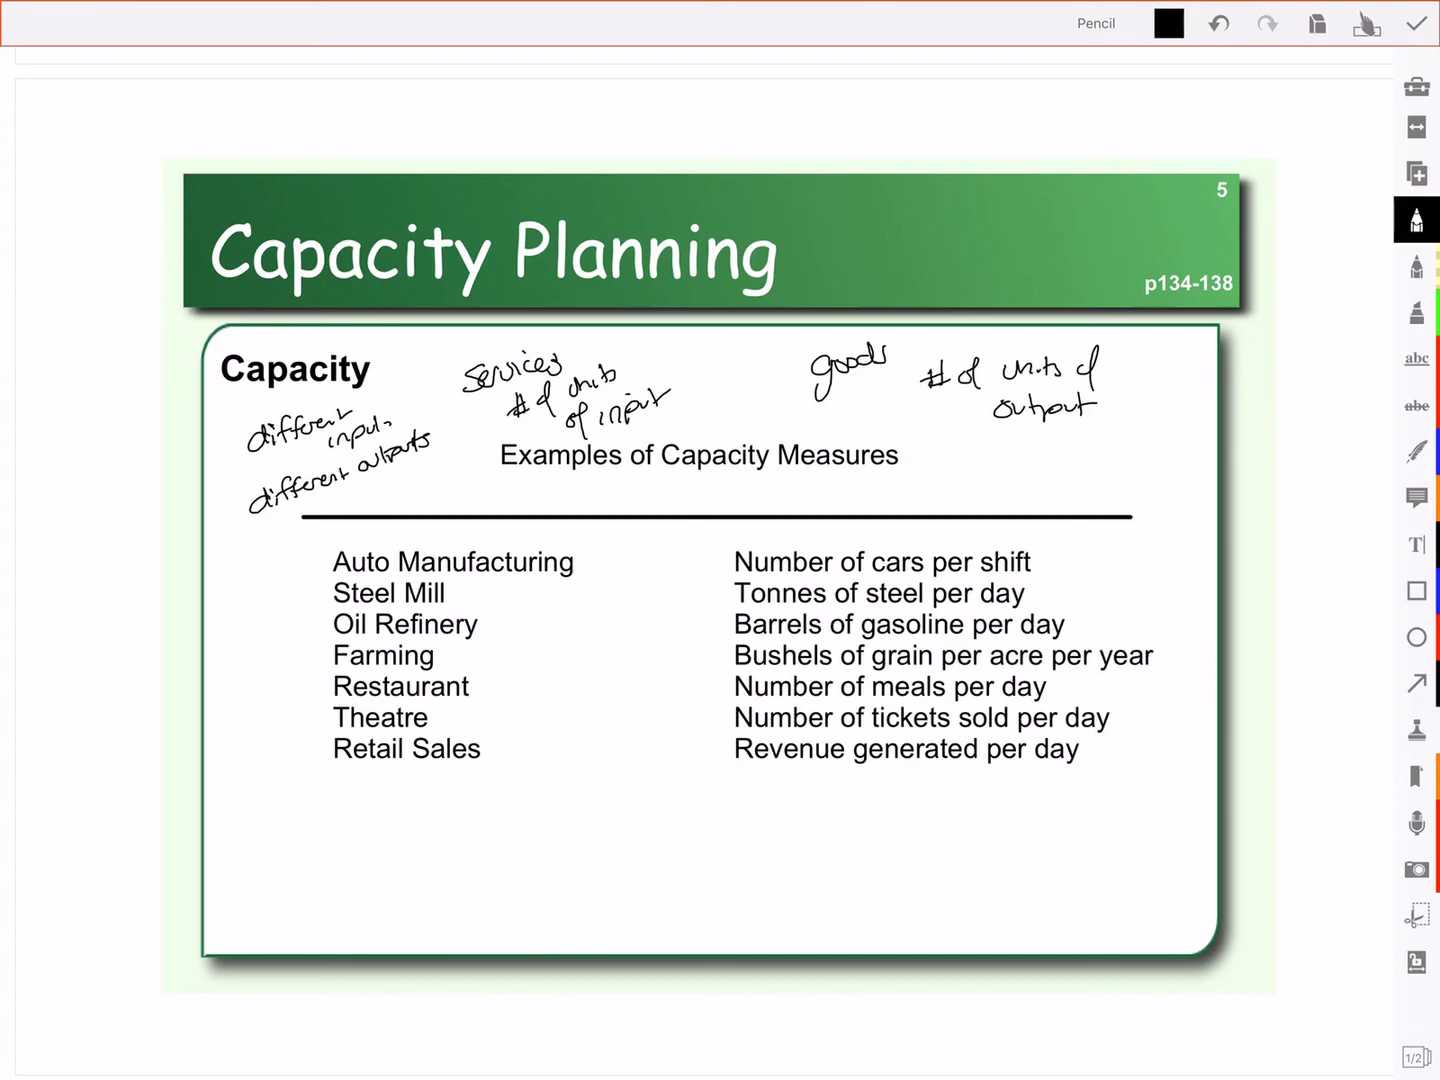 Pencil
5
Capacity Planning
p134-138
Capacity
services
# of units
of input
goods
# of units of
output
different
inputs
different outputs
Examples of Capacity Measures
Auto Manufacturing Number of cars per shift
Steel Mill Tonnes of steel per day
Oil Refinery Barrels of gasoline per day
Farming Bushels of grain per acre per year
Restaurant Number of meals per day
Theatre Number of tickets sold per day
Retail Sales Revenue generated per day
abc
abc
T
1/2